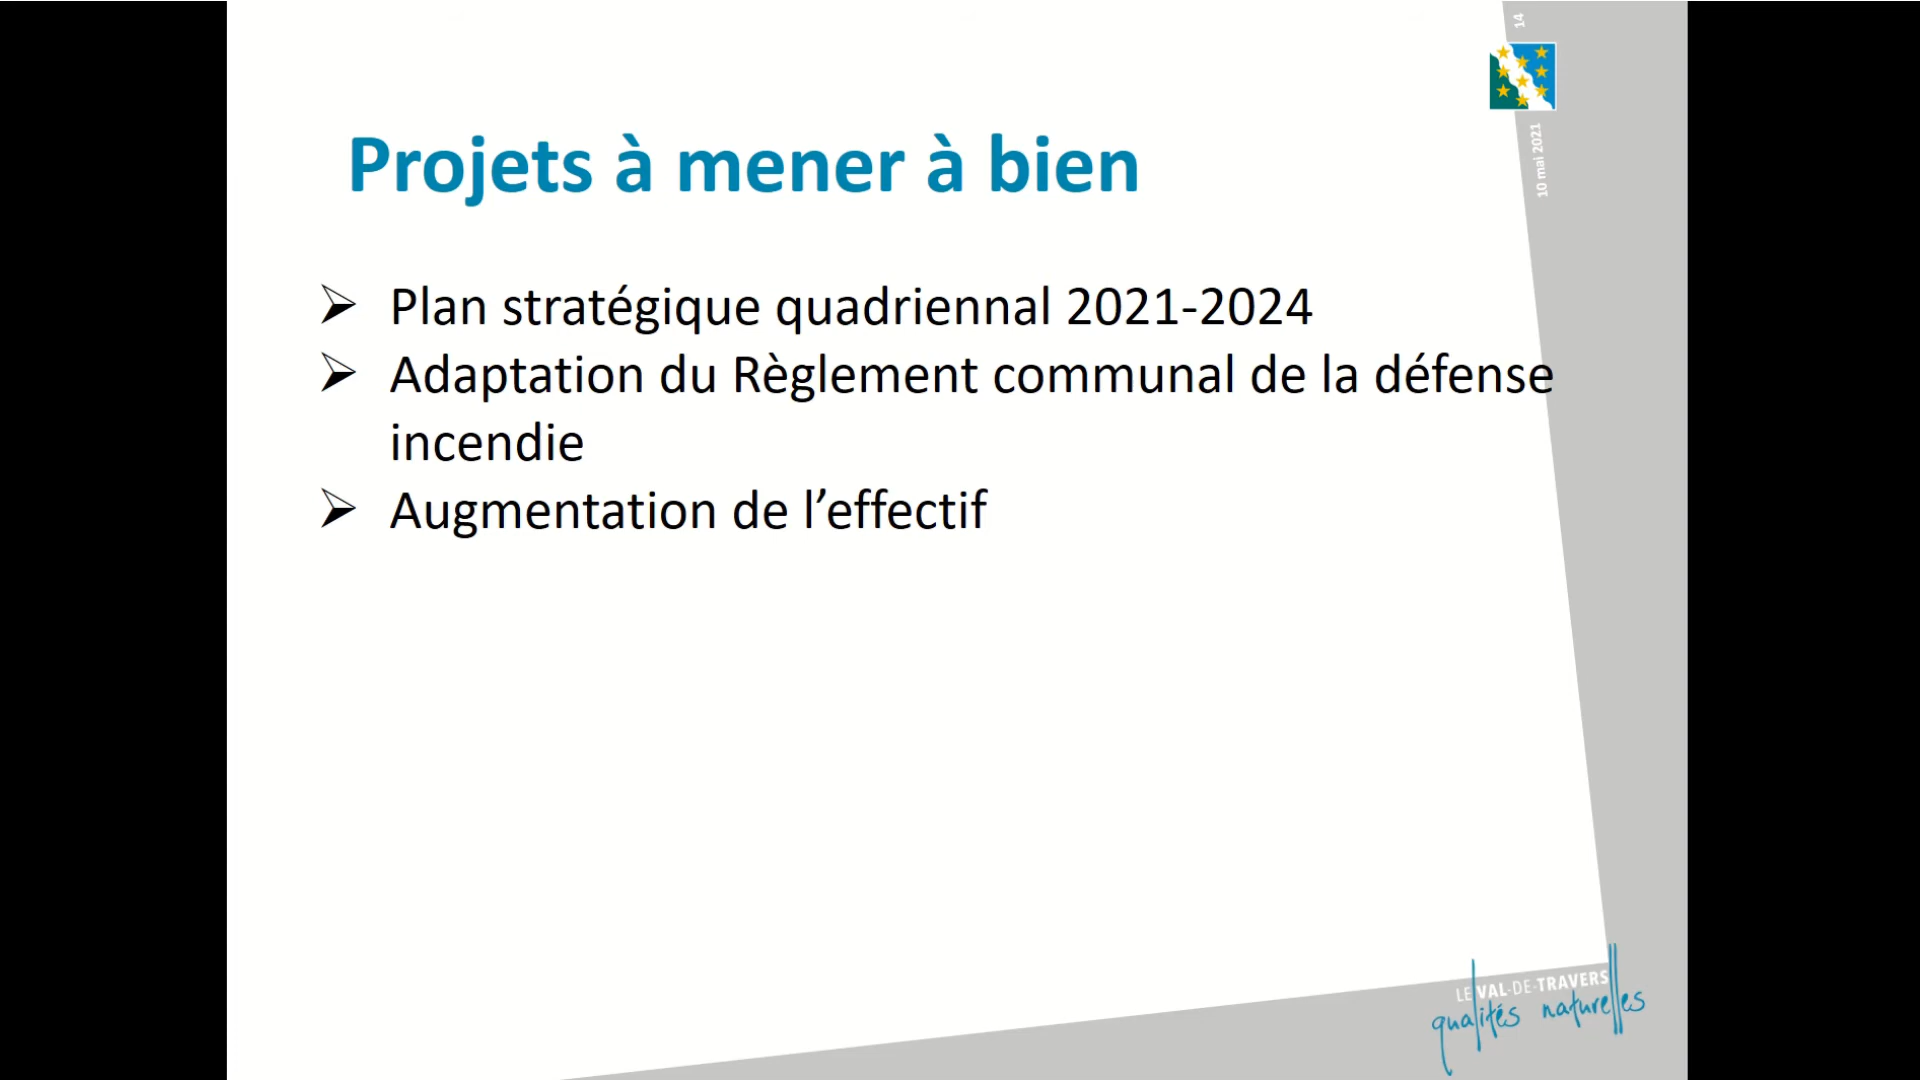 14
10 mai 2021
Projets à mener à bien
➢ Plan stratégique quadriennal 2021-2024
➢ Adaptation du Règlement communal de la défense
incendie
➢ Augmentation de l’effectif
LE VAL-DE-TRAVERS
qualités naturelles